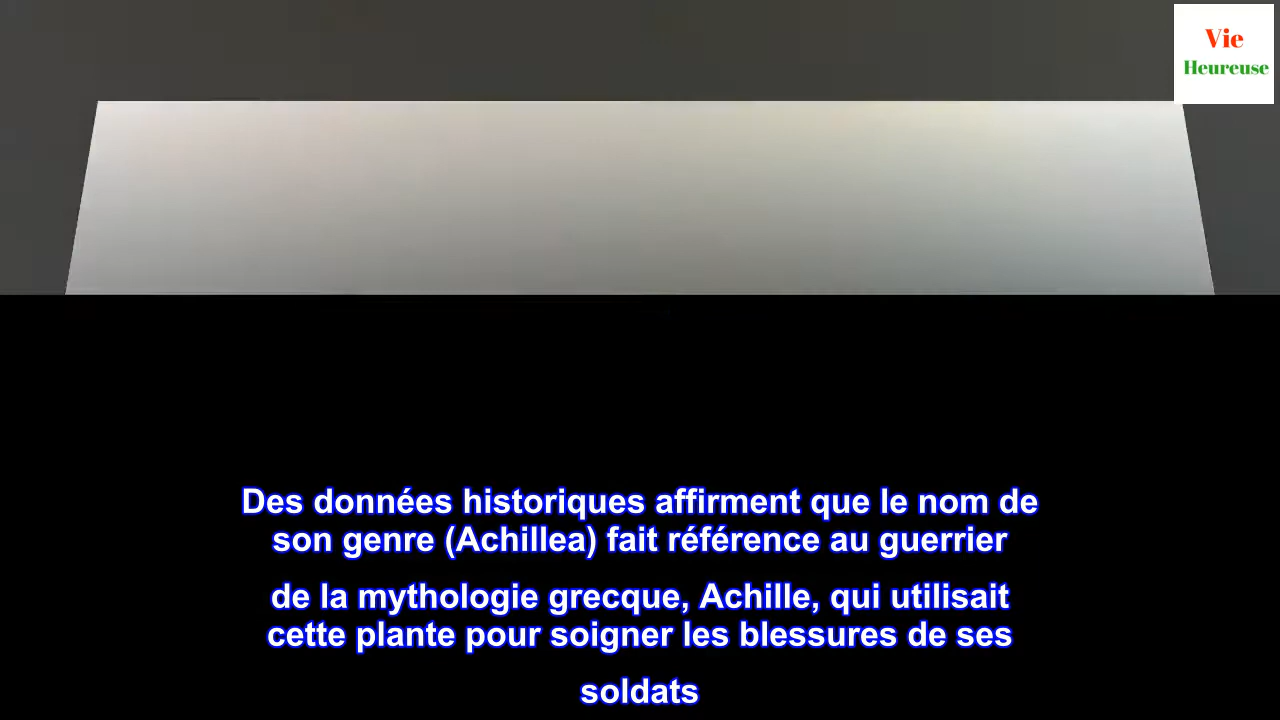 Vie
Heureuse
Des données historiques affirment que le nom de
son genre (Achillea) fait référence au guerrier
de la mythologie grecque, Achille, qui utilisait
cette plante pour soigner les blessures de ses
soldats